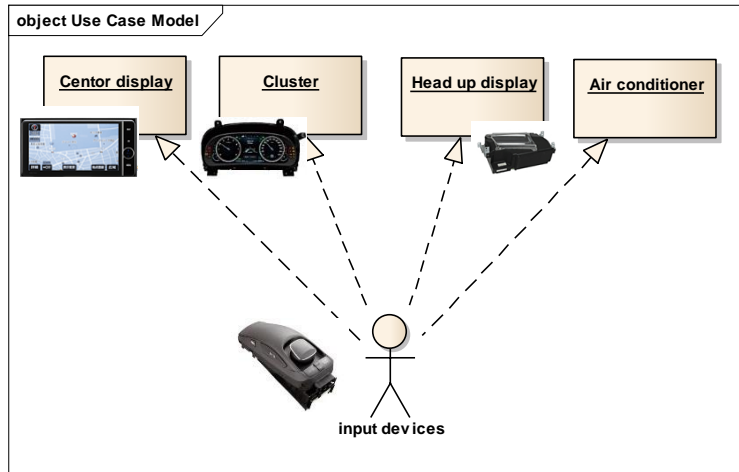 object Use Case Model
Centor display
Cluster
Head up display
Air conditioner
input devices